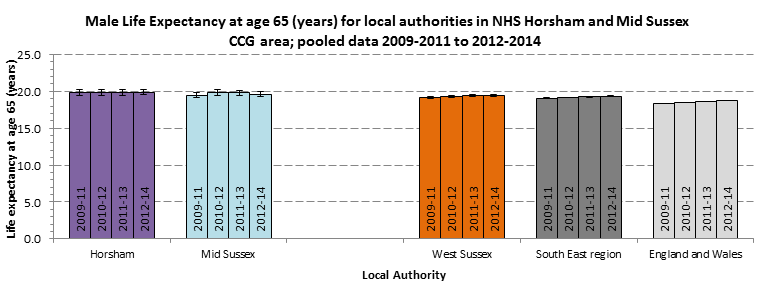 Male Life Expectancy at age 65 (years) for local authorities in NHS Horsham and Mid Sussex
CCG area; pooled data 2009-2011 to 2012-2014
Life expectancy at age 65 (years)
25.0
20.0
15.0
10.0
5.0
0.0
2009-11
2010-12
2011-13
2012-14
2009-11
2010-12
2011-13
2012-14
2009-11
2010-12
2011-13
2012-14
2009-11
2010-12
2011-13
2012-14
2009-11
2010-12
2011-13
2012-14
Horsham
Mid Sussex
West Sussex
South East region
England and Wales
Local Authority